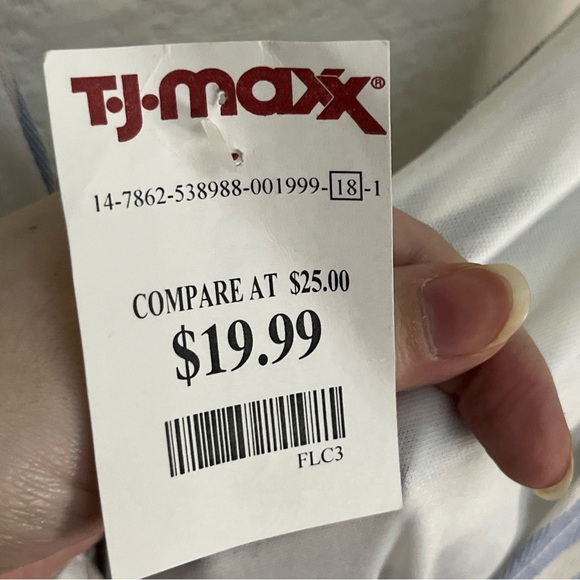 T·J·maxx®
14-7862-538988-001999-18-1
COMPARE AT $25.00
$19.99
FLC3